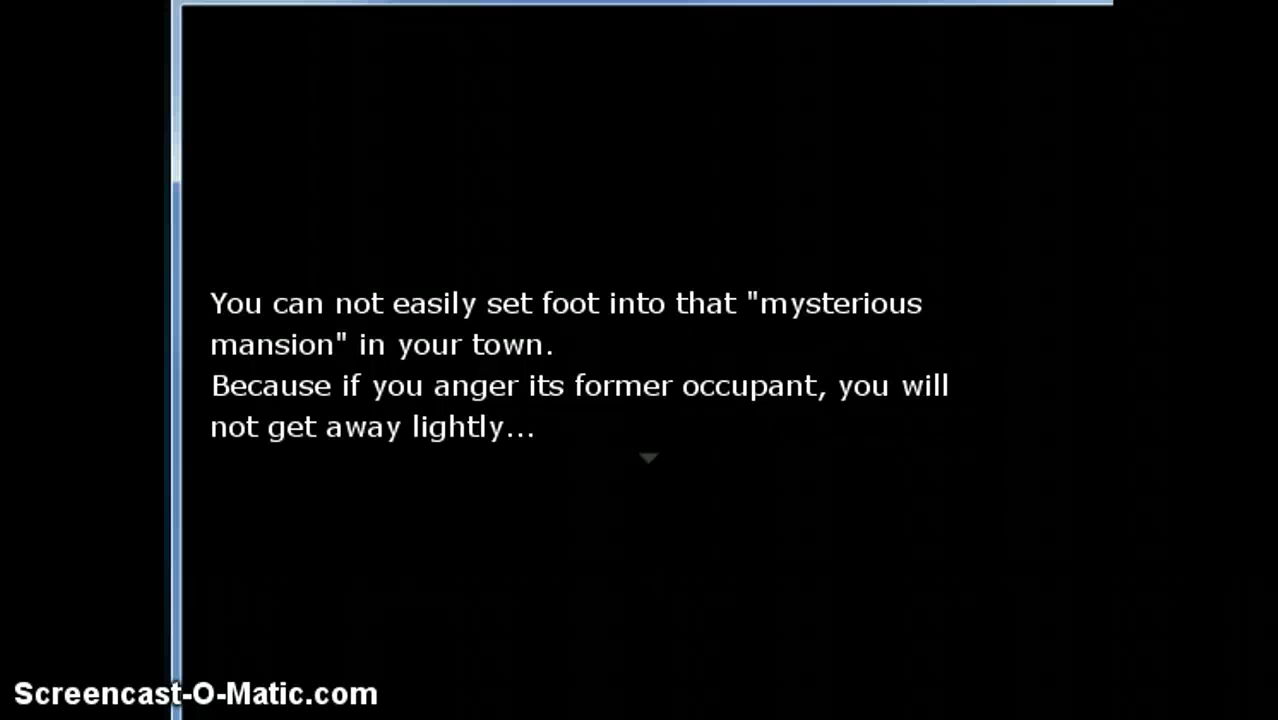 You can not easily set foot into that "mysterious
mansion" in your town.
Because if you anger its former occupant, you will
not get away lightly...
Screencast-O-Matic.com